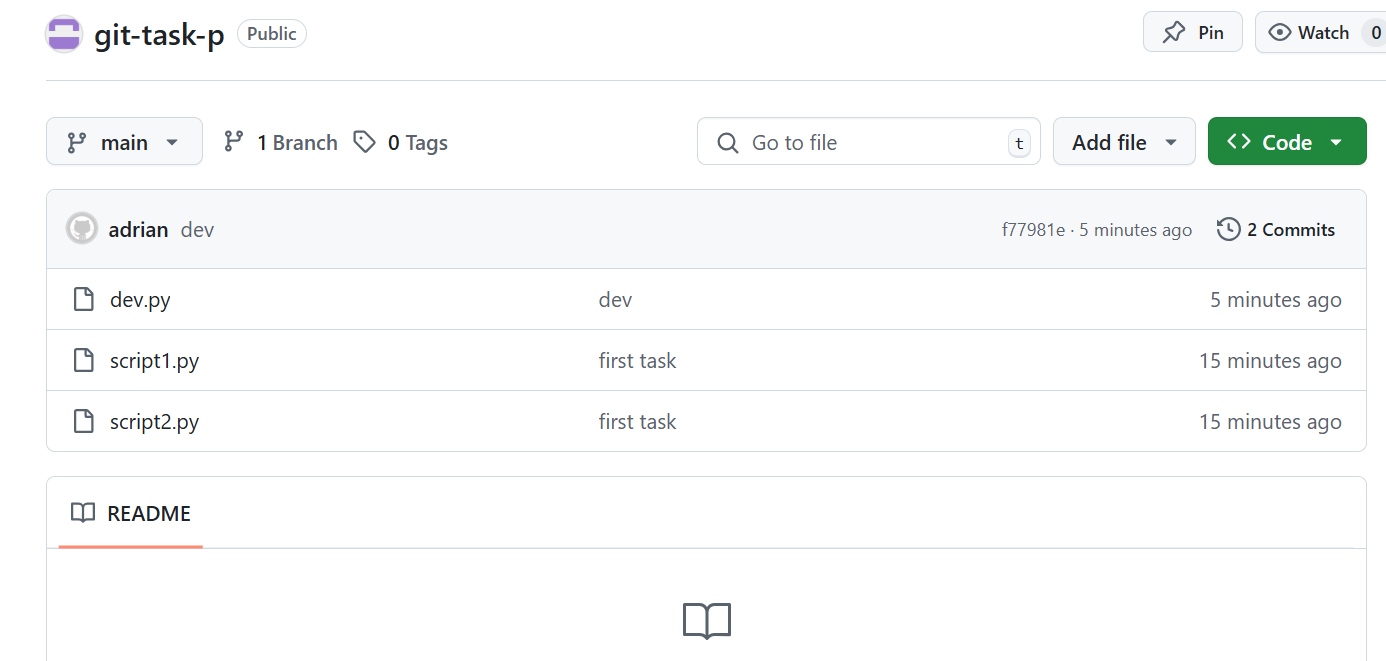 git-task-p Public Pin Watch 0
main 1 Branch 0 Tags Go to file t Add file Code
adrian dev f77981e · 5 minutes ago 2 Commits
dev.py dev 5 minutes ago
script1.py first task 15 minutes ago
script2.py first task 15 minutes ago
README